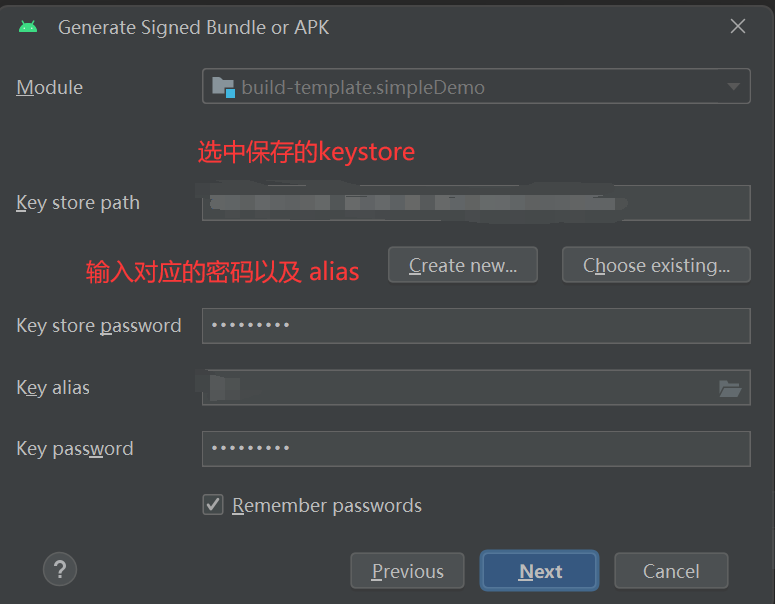 Generate Signed Bundle or APK
Module
build-template.simpleDemo
选中保存的keystore
Key store path
输入对应的密码以及 alias
Create new...
Choose existing...
Key store password
•••••••••
Key alias
Key password
•••••••••
Remember passwords
?
Previous
Next
Cancel